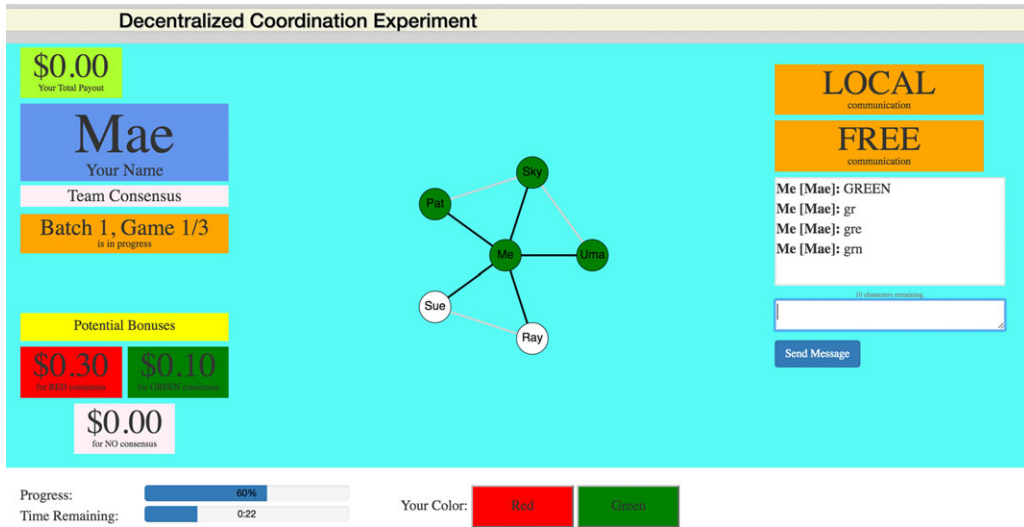 Decentralized Coordination Experiment
$0.00
Your Total Payout
Mae
Your Name
Team Consensus
Batch 1, Game 1/3
is in progress
Potential Bonuses
$0.30
for RED consensus
$0.10
for GREEN consensus
$0.00
for NO consensus
Sky
Pat
Me
Uma
Sue
Ray
LOCAL
communication
FREE
communication
Me [Mae]: GREEN
Me [Mae]: gr
Me [Mae]: gre
Me [Mae]: grn
10 characters remaining.
Send Message
Progress:
60%
Time Remaining:
0:22
Your Color:
Red
Green